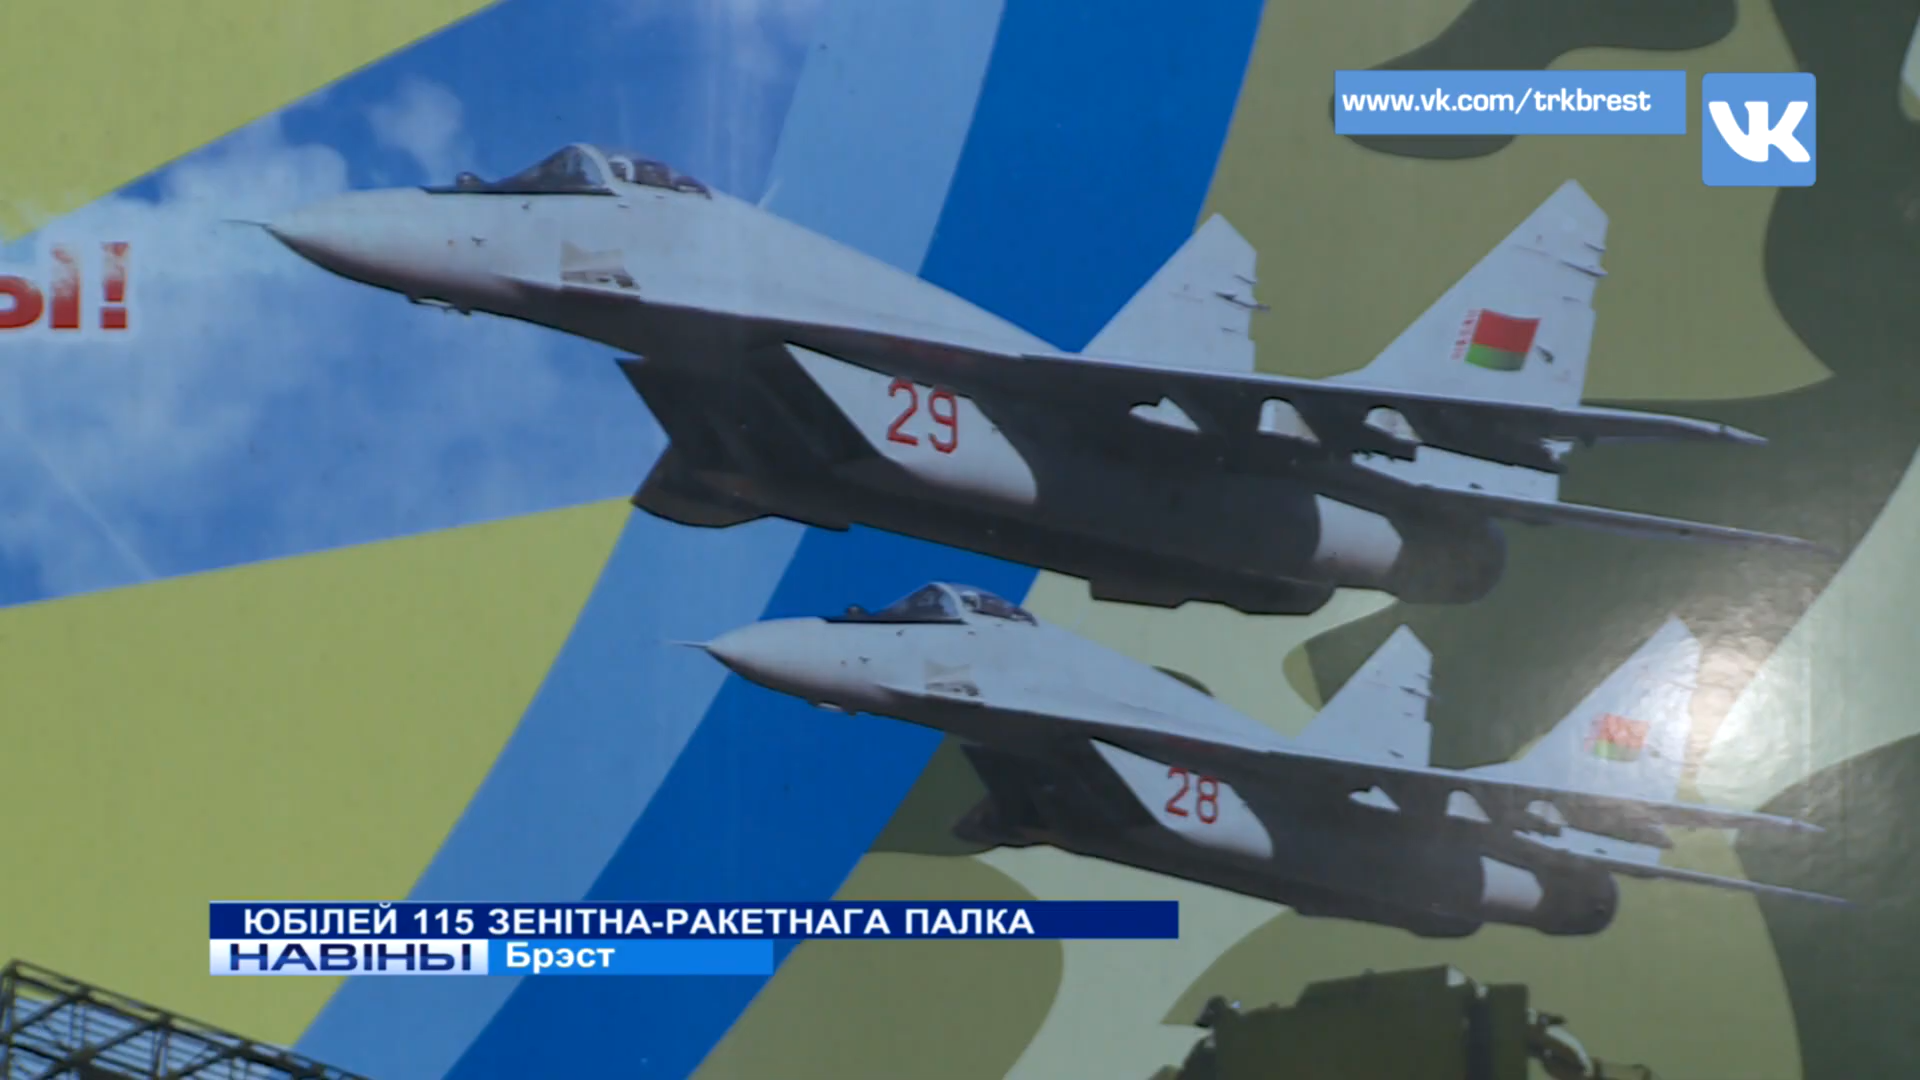 www.vk.com/trkbrest
Ы!
29
28
ЮБІЛЕЙ 115 ЗЕНІТНА-РАКЕТНАГА ПАЛКА
НАВІНЫ Брэст